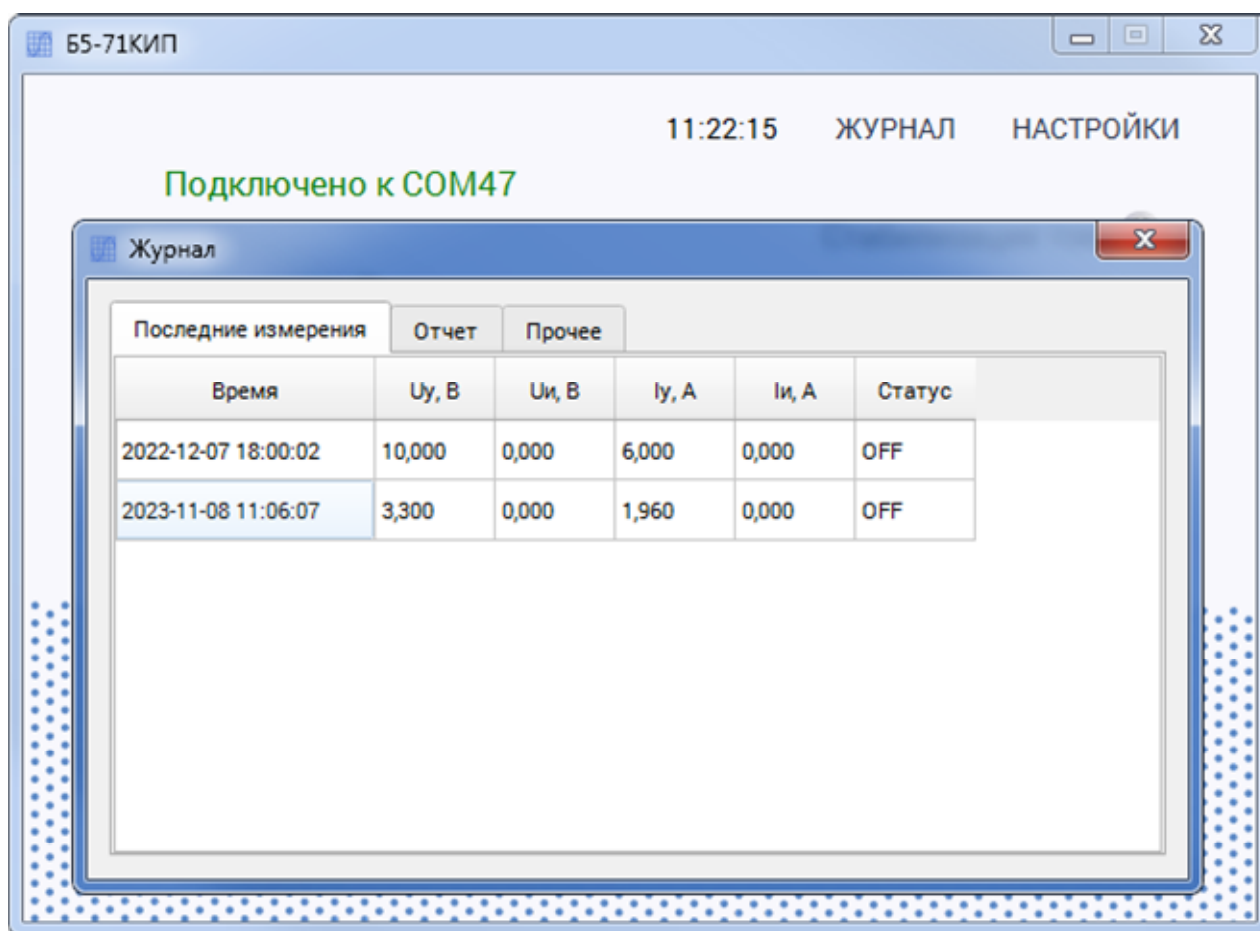 Б5-71КИП
11:22:15 ЖУРНАЛ НАСТРОЙКИ
Подключено к COM47
Журнал
Последние измерения Отчет Прочее
Время Uу, В Uи, В Iу, А Iи, А Статус
2022-12-07 18:00:02 10,000 0,000 6,000 0,000 OFF
2023-11-08 11:06:07 3,300 0,000 1,960 0,000 OFF